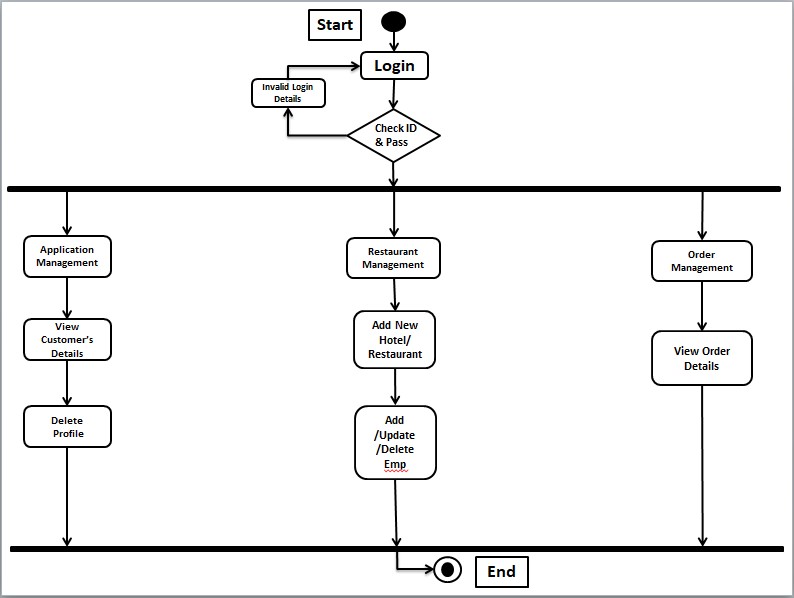 Start
Login
Invalid Login
Details
Check ID
& Pass
Application
Management
Restaurant
Management
Order
Management
View
Customer's
Details
Add New
Hotel/
Restaurant
View Order
Details
Delete
Profile
Add
/Update
/Delete
Emp
End